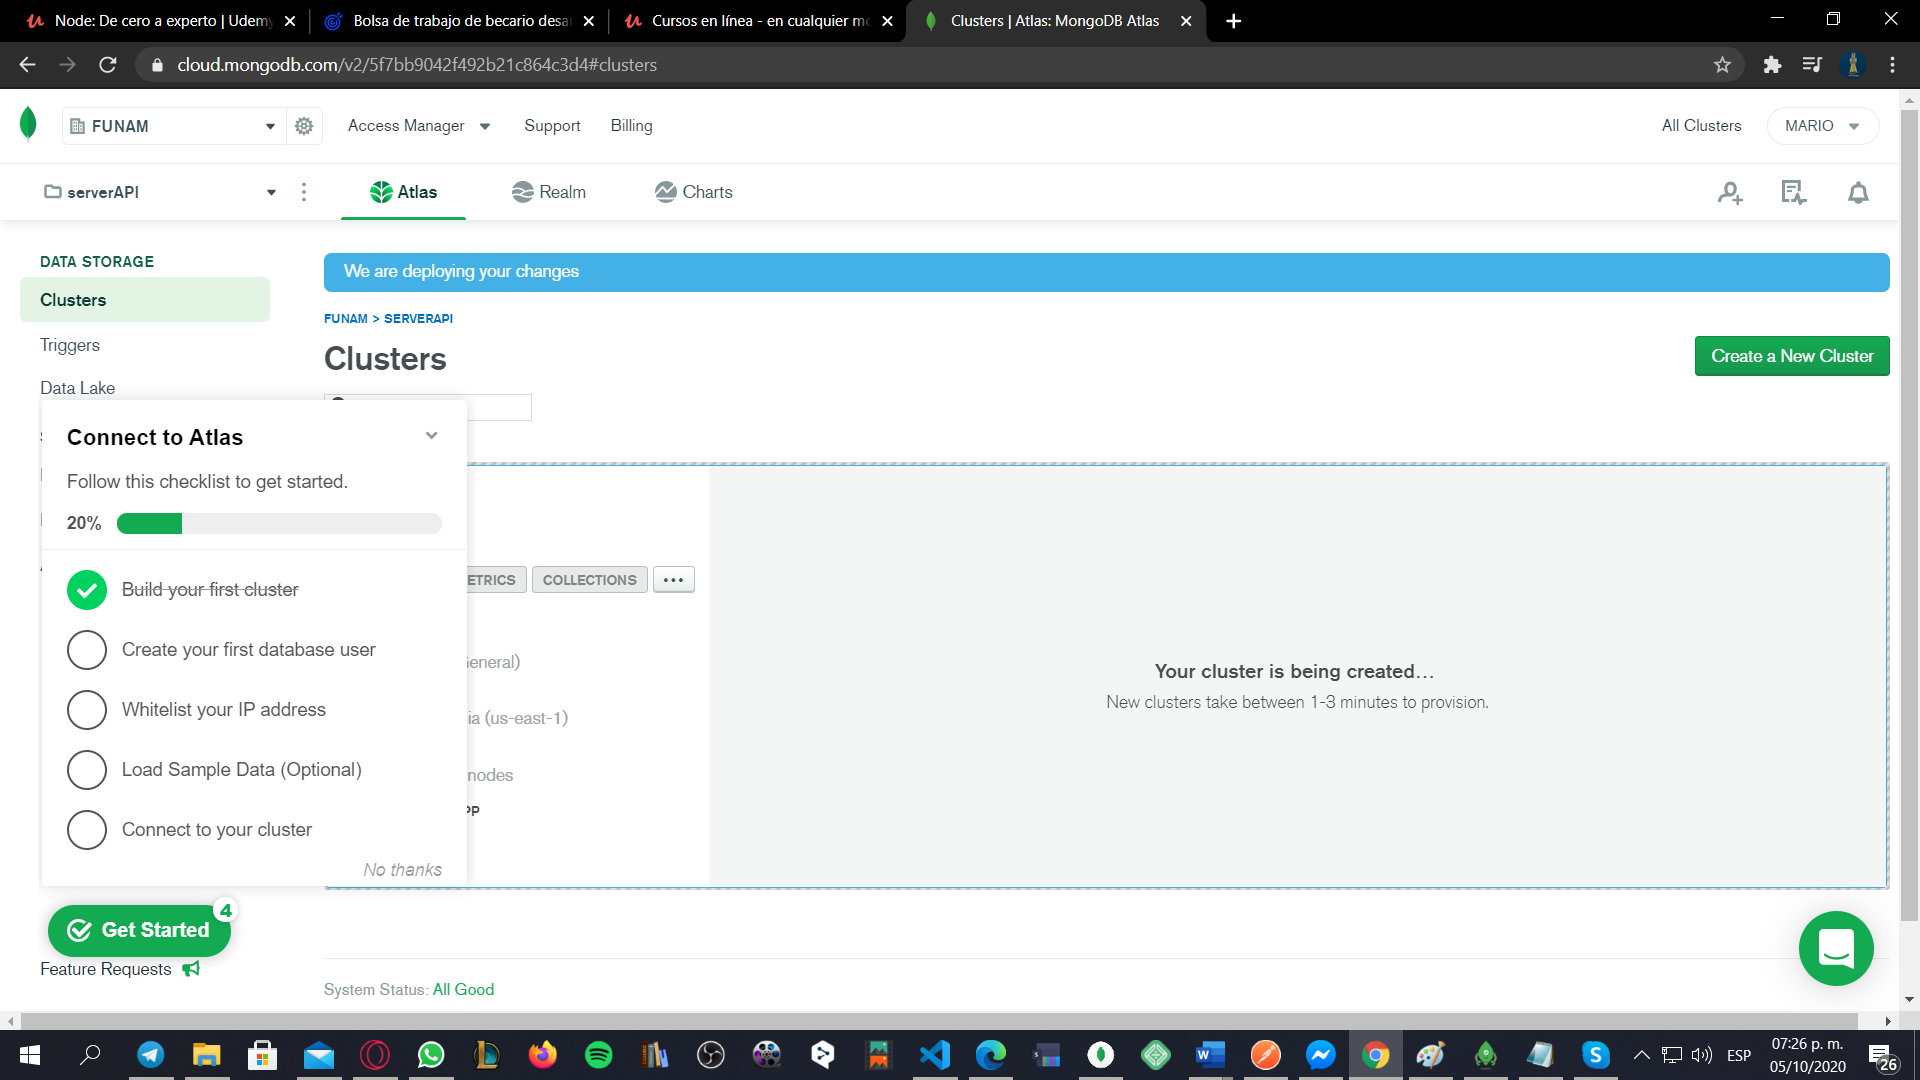 Node: De cero a experto | Udemy
Bolsa de trabajo de becario desa
Cursos en línea - en cualquier mo
Clusters | Atlas: MongoDB Atlas
cloud.mongodb.com/v2/5f7bb9042f492b21c864c3d4#clusters
FUNAM
Access Manager
Support
Billing
All Clusters
MARIO
serverAPI
Atlas
Realm
Charts
DATA STORAGE
Clusters
Triggers
Data Lake
We are deploying your changes
FUNAM > SERVERAPI
Clusters
Create a New Cluster
Connect to Atlas
Follow this checklist to get started.
20%
Build your first cluster
Create your first database user
Whitelist your IP address
Load Sample Data (Optional)
Connect to your cluster
No thanks
ETRICS
COLLECTIONS
eneral)
ia (us-east-1)
nodes
Your cluster is being created...
New clusters take between 1-3 minutes to provision.
Get Started
4
Feature Requests
System Status: All Good
ESP
07:26 p. m.
05/10/2020
26